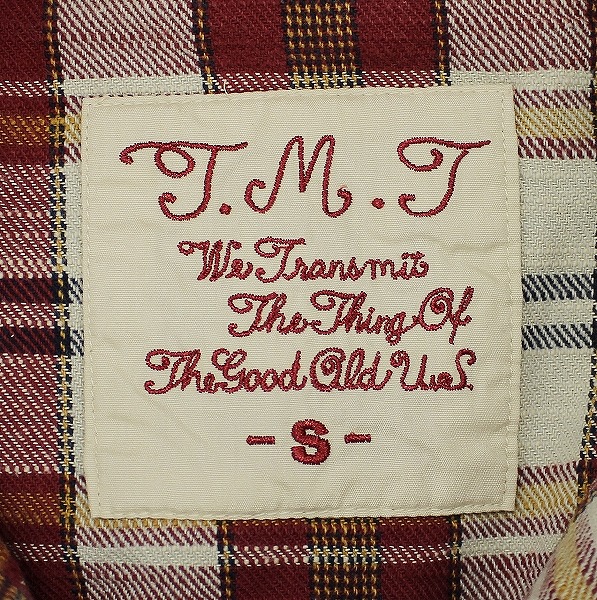 T.M.T
We Transmit
The Thing Of
The Good Old U.S.
- S -